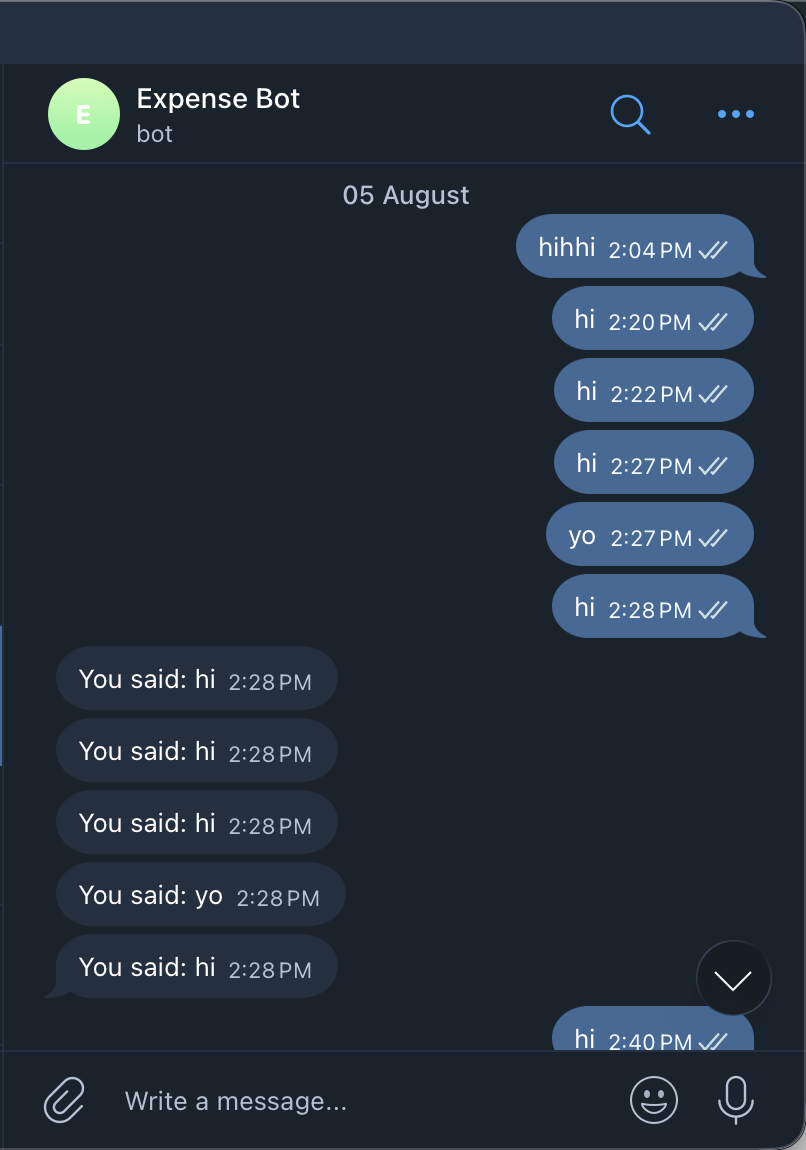 E
Expense Bot
bot
05 August
hihhi 2:04 PM
hi 2:20 PM
hi 2:22 PM
hi 2:27 PM
yo 2:27 PM
hi 2:28 PM
You said: hi 2:28 PM
You said: hi 2:28 PM
You said: hi 2:28 PM
You said: yo 2:28 PM
You said: hi 2:28 PM
hi 2:40 PM
Write a message...